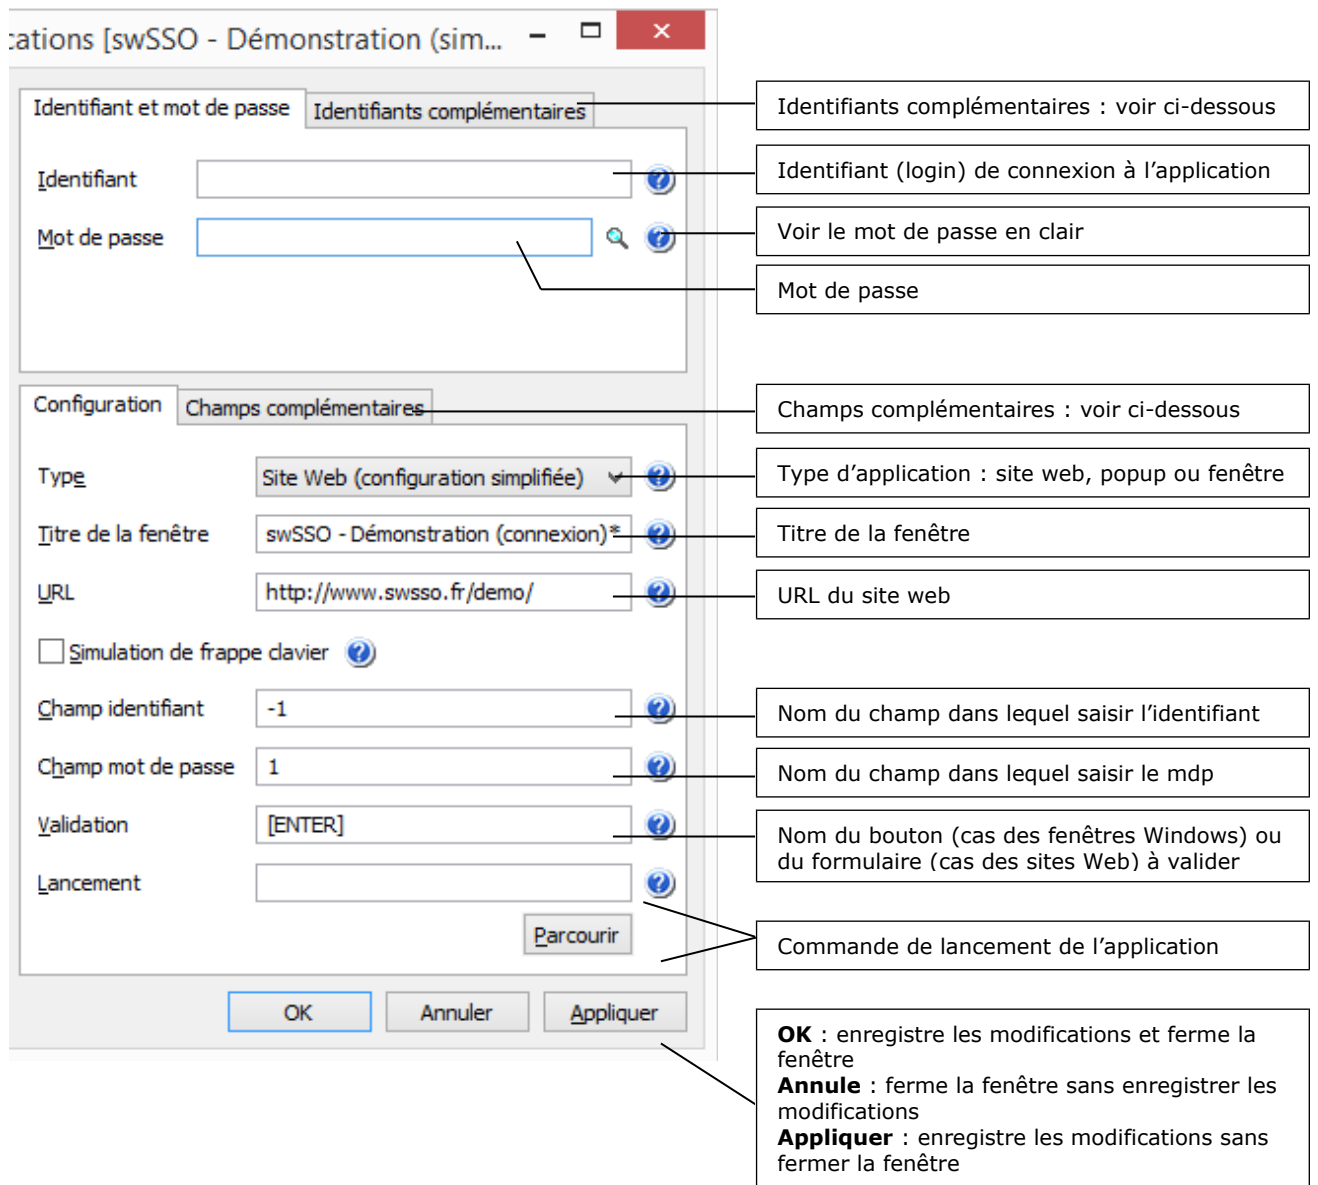 cations [swSSO - Démonstration (sim...
Identifiant et mot de passe
Identifiants complémentaires
Identifiants complémentaires : voir ci-dessous
Identifiant
Identifiant (login) de connexion à l’application
Mot de passe
Voir le mot de passe en clair
Mot de passe
Configuration
Champs complémentaires
Champs complémentaires : voir ci-dessous
Type
Site Web (configuration simplifiée)
Type d’application : site web, popup ou fenêtre
Titre de la fenêtre
swSSO - Démonstration (connexion)*
Titre de la fenêtre
URL
http://www.swsso.fr/demo/
URL du site web
Simulation de frappe clavier
Champ identifiant
-1
Nom du champ dans lequel saisir l’identifiant
Champ mot de passe
1
Nom du champ dans lequel saisir le mdp
Validation
[ENTER]
Nom du bouton (cas des fenêtres Windows) ou
du formulaire (cas des sites Web) à valider
Lancement
Parcourir
Commande de lancement de l’application
OK
Annuler
Appliquer
OK : enregistre les modifications et ferme la
fenêtre
Annule : ferme la fenêtre sans enregistrer les
modifications
Appliquer : enregistre les modifications sans
fermer la fenêtre